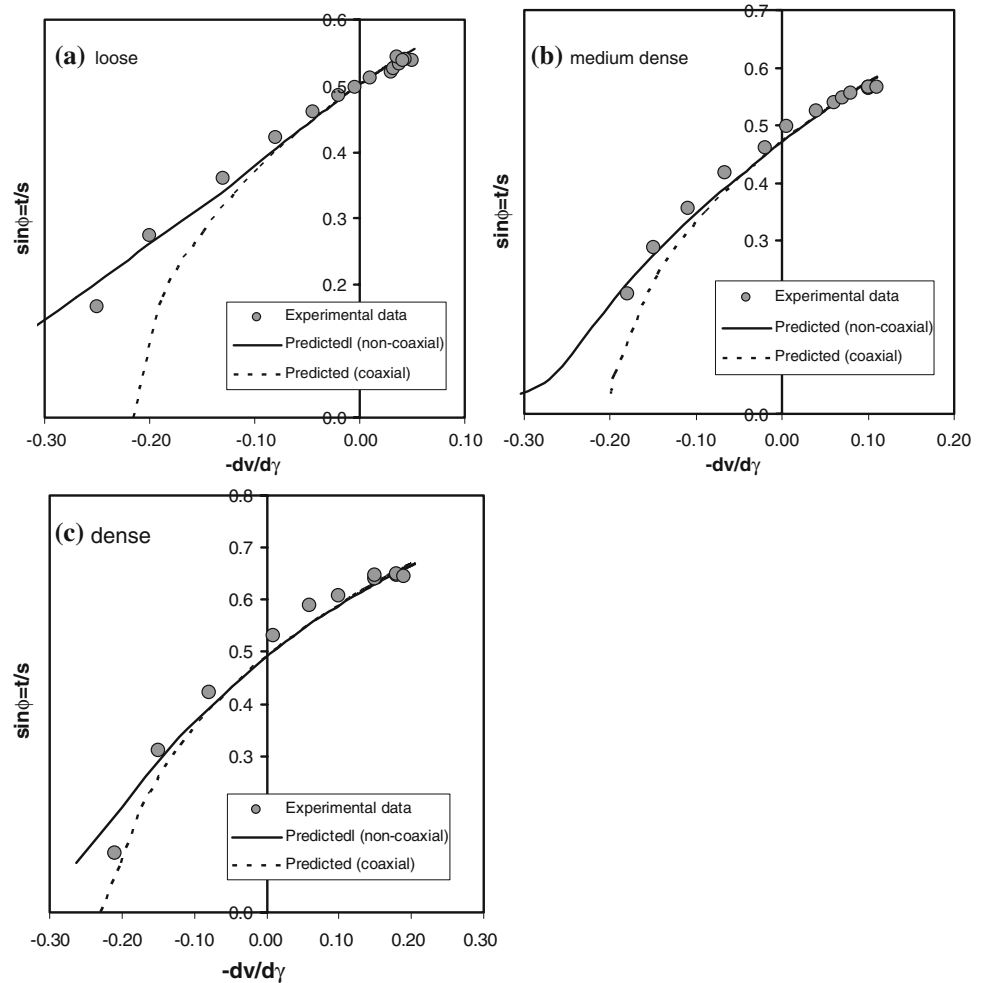 (a) loose
0.6
0.5
0.4
0.3
0.2
0.0
sinϕ=t/s
Experimental data
Predictedl (non-coaxial)
Predicted (coaxial)
-0.30 -0.20 -0.10 0.00 0.10
-dv/dγ
(b) medium dense
0.7
0.6
0.5
0.4
0.3
0.0
sinϕ=t/s
Experimental data
Predicted (non-coaxial)
Predicted (coaxial)
-0.30 -0.20 -0.10 0.00 0.10 0.20
-dv/dγ
(c) dense
0.8
0.7
0.6
0.5
0.4
0.3
0.0
sinϕ=t/s
Experimental data
Predictedl (non-coaxial)
Predicted (coaxial)
-0.30 -0.20 -0.10 0.00 0.10 0.20 0.30
-dv/dγ